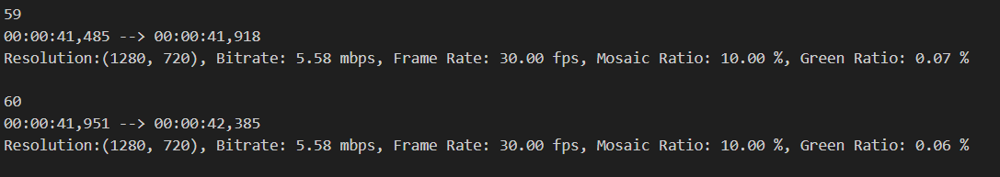 59
00:00:41,485 --> 00:00:41,918
Resolution:(1280, 720), Bitrate: 5.58 mbps, Frame Rate: 30.00 fps, Mosaic Ratio: 10.00 %, Green Ratio: 0.07 %
60
00:00:41,951 --> 00:00:42,385
Resolution:(1280, 720), Bitrate: 5.58 mbps, Frame Rate: 30.00 fps, Mosaic Ratio: 10.00 %, Green Ratio: 0.06 %